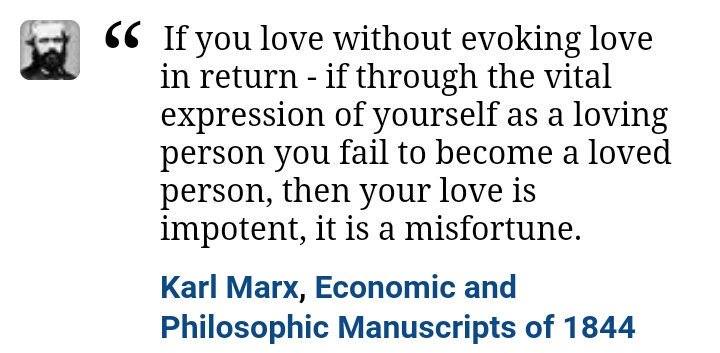 “ If you love without evoking love
in return - if through the vital
expression of yourself as a loving
person you fail to become a loved
person, then your love is
impotent, it is a misfortune.
Karl Marx, Economic and
Philosophic Manuscripts of 1844